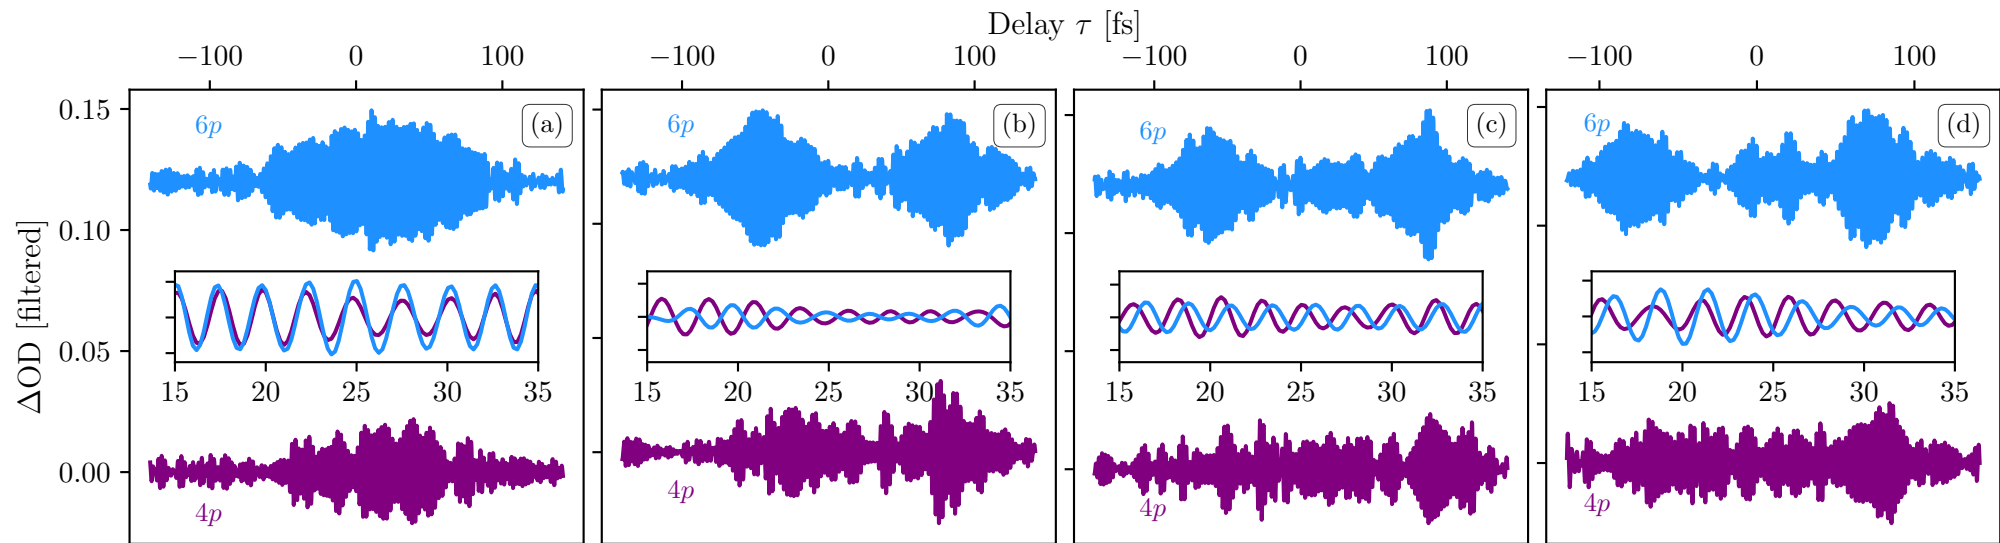 Delay τ [fs]
−100 0 100 −100 0 100 −100 0 100 −100 0 100
0.15
0.10
0.05
0.00
ΔOD [filtered]
6p (a) 6p (b) 6p (c) 6p (d)
15 20 25 30 35 15 20 25 30 35 15 20 25 30 35 15 20 25 30 35
4p 4p 4p 4p